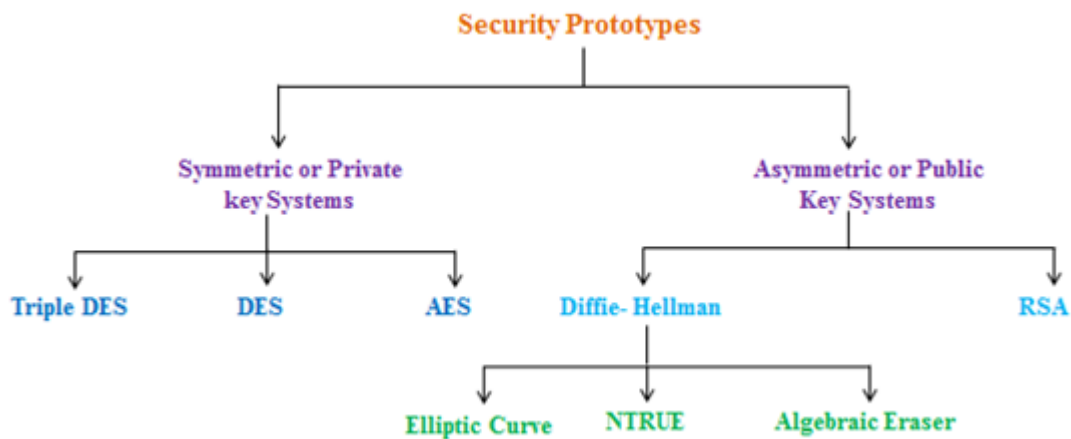 Security Prototypes
Symmetric or Private
key Systems
Asymmetric or Public
Key Systems
Triple DES
DES
AES
Diffie- Hellman
RSA
Elliptic Curve
NTRUE
Algebraic Eraser